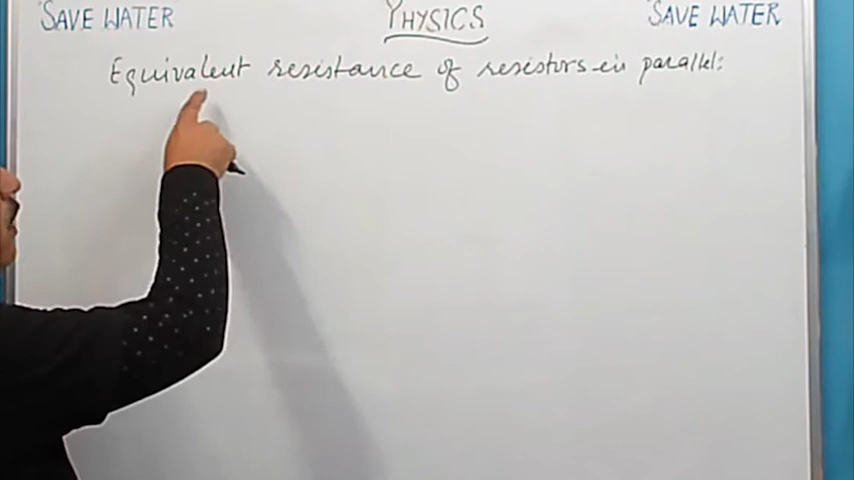 SAVE WATER PHYSICS SAVE WATER
Equivalent resistance of resistors in parallel: